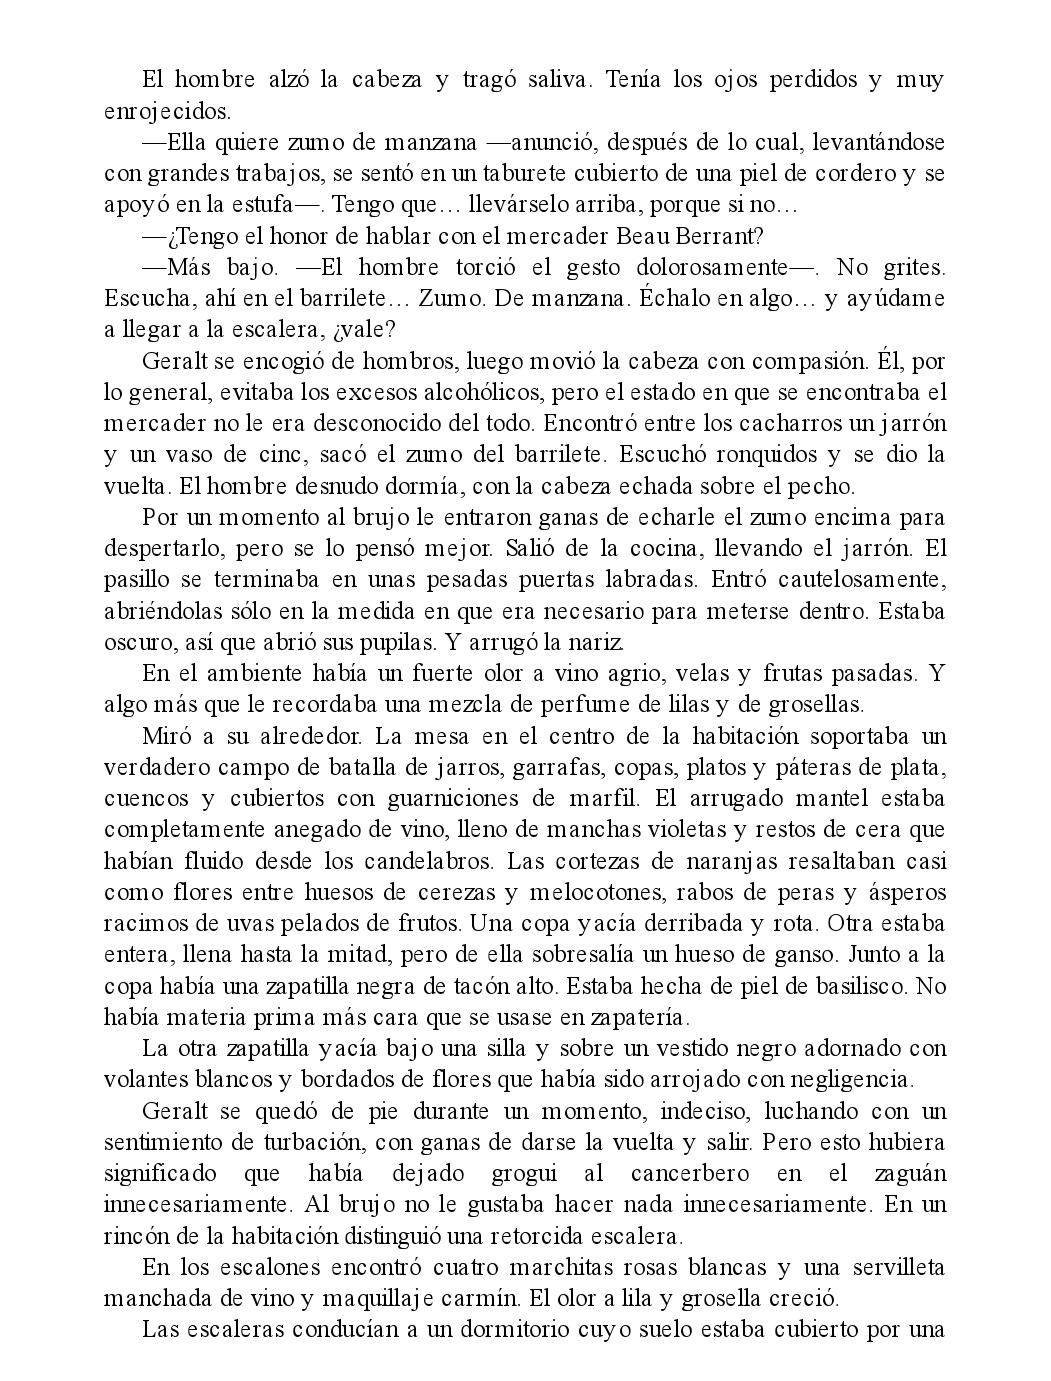 El hombre alzó la cabeza y tragó saliva. Tenía los ojos perdidos y muy
enrojecidos.
—Ella quiere zumo de manzana —anunció, después de lo cual, levantándose
con grandes trabajos, se sentó en un taburete cubierto de una piel de cordero y se
apoyó en la estufa—. Tengo que… llevárselo arriba, porque si no…
—¿Tengo el honor de hablar con el mercader Beau Berrant?
—Más bajo. —El hombre torció el gesto dolorosamente—. No grites.
Escucha, ahí en el barrilete… Zumo. De manzana. Échalo en algo… y ayúdame
a llegar a la escalera, ¿vale?
Geralt se encogió de hombros, luego movió la cabeza con compasión. Él, por
lo general, evitaba los excesos alcohólicos, pero el estado en que se encontraba el
mercader no le era desconocido del todo. Encontró entre los cacharros un jarrón
y un vaso de cinc, sacó el zumo del barrilete. Escuchó ronquidos y se dio la
vuelta. El hombre desnudo dormía, con la cabeza echada sobre el pecho.
Por un momento al brujo le entraron ganas de echarle el zumo encima para
despertarlo, pero se lo pensó mejor. Salió de la cocina, llevando el jarrón. El
pasillo se terminaba en unas pesadas puertas labradas. Entró cautelosamente,
abriéndolas sólo en la medida en que era necesario para meterse dentro. Estaba
oscuro, así que abrió sus pupilas. Y arrugó la nariz.
En el ambiente había un fuerte olor a vino agrio, velas y frutas pasadas. Y
algo más que le recordaba una mezcla de perfume de lilas y de grosellas.
Miró a su alrededor. La mesa en el centro de la habitación soportaba un
verdadero campo de batalla de jarros, garrafas, copas, platos y páteras de plata,
cuencos y cubiertos con guarniciones de marfil. El arrugado mantel estaba
completamente anegado de vino, lleno de manchas violetas y restos de cera que
habían fluido desde los candelabros. Las cortezas de naranjas resaltaban casi
como flores entre huesos de cerezas y melocotones, rabos de peras y ásperos
racimos de uvas pelados de frutos. Una copa yacía derribada y rota. Otra estaba
entera, llena hasta la mitad, pero de ella sobresalía un hueso de ganso. Junto a la
copa había una zapatilla negra de tacón alto. Estaba hecha de piel de basilisco. No
había materia prima más cara que se usase en zapatería.
La otra zapatilla yacía bajo una silla y sobre un vestido negro adornado con
volantes blancos y bordados de flores que había sido arrojado con negligencia.
Geralt se quedó de pie durante un momento, indeciso, luchando con un
sentimiento de turbación, con ganas de darse la vuelta y salir. Pero esto hubiera
significado que había dejado grogui al cancerbero en el zaguán
innecesariamente. Al brujo no le gustaba hacer nada innecesariamente. En un
rincón de la habitación distinguió una retorcida escalera.
En los escalones encontró cuatro marchitas rosas blancas y una servilleta
manchada de vino y maquillaje carmín. El olor a lila y grosella creció.
Las escaleras conducían a un dormitorio cuyo suelo estaba cubierto por una